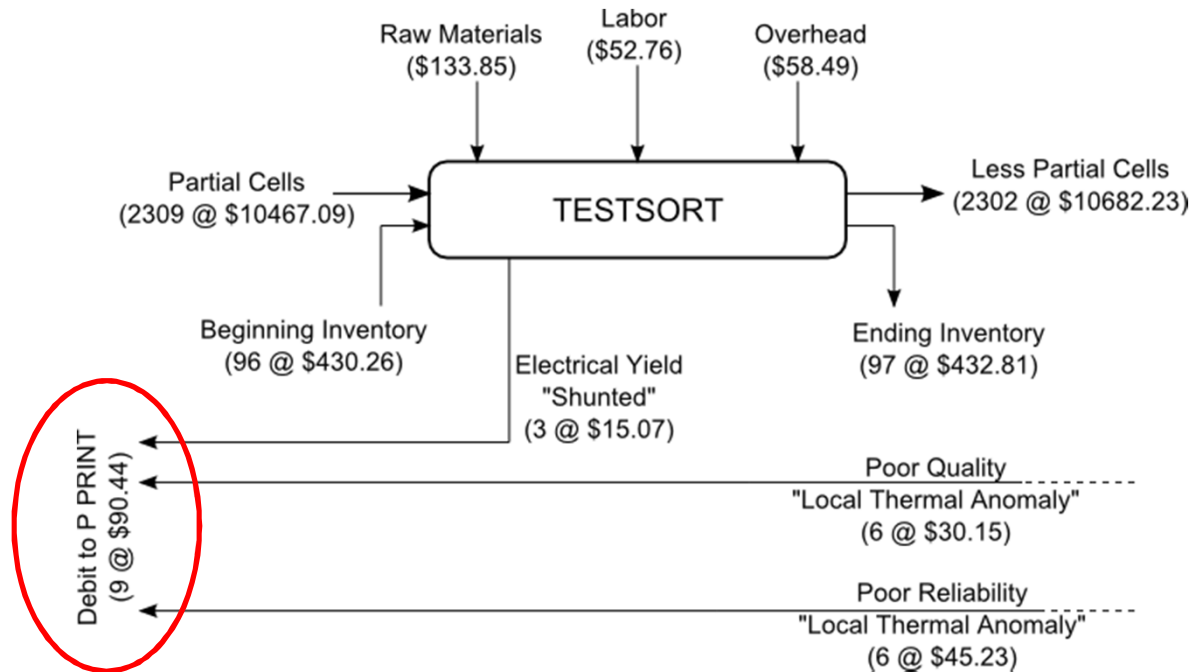 Raw Materials
($133.85)
Labor
($52.76)
Overhead
($58.49)
Partial Cells
(2309 @ $10467.09)
TESTSORT
Less Partial Cells
(2302 @ $10682.23)
Beginning Inventory
(96 @ $430.26)
Ending Inventory
(97 @ $432.81)
Electrical Yield
"Shunted"
(3 @ $15.07)
Debit to P PRINT
(9 @ $90.44)
Poor Quality
"Local Thermal Anomaly"
(6 @ $30.15)
Poor Reliability
"Local Thermal Anomaly"
(6 @ $45.23)